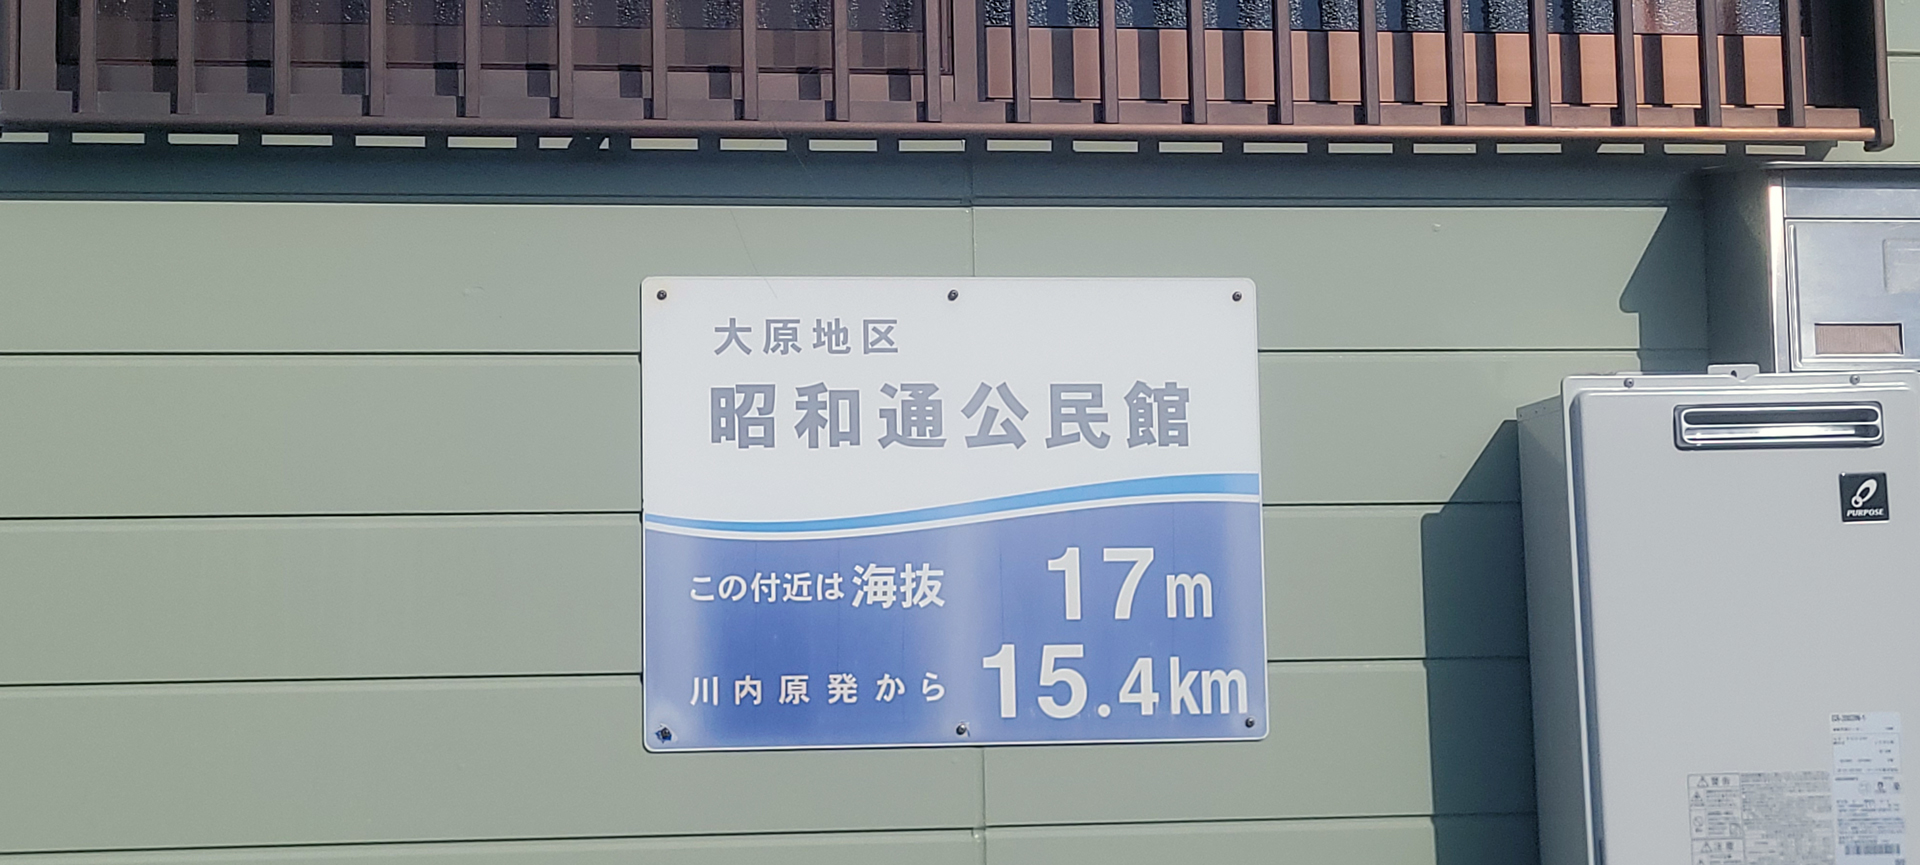 大原地区
昭和通公民館
この付近は海抜 17m
川内原発から 15.4km
PURPOSE